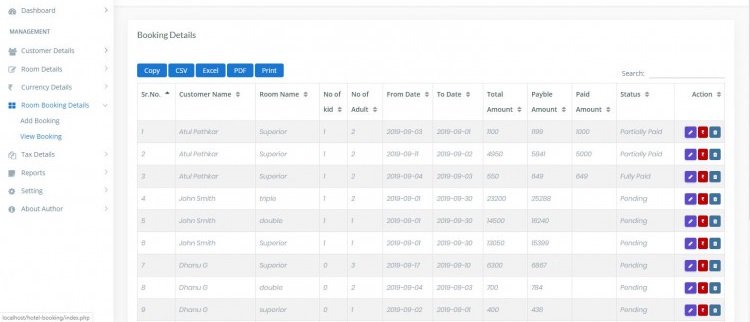 Dashboard
MANAGEMENT
Customer Details
Room Details
Currency Details
Room Booking Details
Add Booking
View Booking
Tax Details
Reports
Setting
About Author
localhost/hotel-booking/index.php
Booking Details
Copy CSV Excel PDF Print
Search:
Sr.No. Customer Name Room Name No of kid No of Adult From Date To Date Total Amount Payble Amount Paid Amount Status Action
1 Atul Pethkar Superior 1 2 2019-09-03 2019-09-01 1100 1199 1000 Partially Paid
2 Atul Pethkar Superior 1 2 2019-09-11 2019-09-02 4950 5841 5000 Partially Paid
3 Atul Pethkar Superior 1 2 2019-09-04 2019-09-03 550 649 649 Fully Paid
4 John Smith triple 1 2 2019-09-01 2019-09-30 23200 25288 Pending
5 John Smith double 1 1 2019-09-01 2019-09-30 14500 16240 Pending
6 John Smith Superior 1 1 2019-09-01 2019-09-30 13050 15399 Pending
7 Dhanu G Superior 0 3 2019-09-17 2019-09-10 6300 6867 Pending
8 Dhanu G double 0 2 2019-09-04 2019-09-01 700 784 Pending
9 Dhanu G superior 0 1 2019-09-02 2019-09-01 400 436 Pending